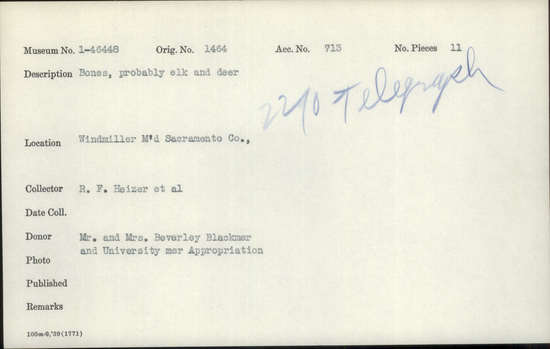 Museum No. 1-46448 Orig. No. 1464 Acc. No. 713 No. Pieces 11
Description Bones, probably elk and deer
2210 Telegraph
Location Windmiller M'd Sacramento Co.,
Collector R. F. Heizer et al
Date Coll.
Donor Mr. and Mrs. Beverley Blackmer
and University mer Appropriation
Photo
Published
Remarks
100m-6,'39(1771)